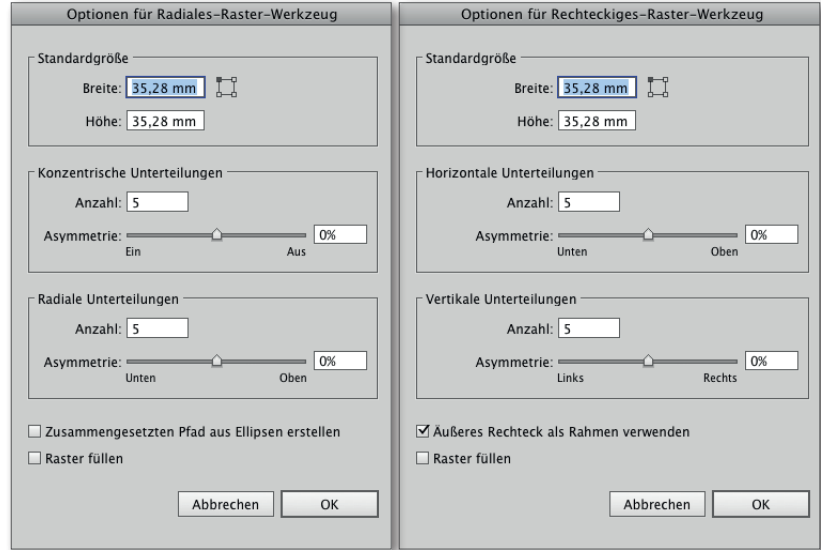 Optionen für Radiales-Raster-Werkzeug
Standardgröße
Breite: 35,28 mm
Höhe: 35,28 mm
Konzentrische Unterteilungen
Anzahl: 5
Asymmetrie: 0%
Ein Aus
Radiale Unterteilungen
Anzahl: 5
Asymmetrie: 0%
Unten Oben
Zusammengesetzten Pfad aus Ellipsen erstellen
Raster füllen
Abbrechen OK
Optionen für Rechteckiges-Raster-Werkzeug
Standardgröße
Breite: 35,28 mm
Höhe: 35,28 mm
Horizontale Unterteilungen
Anzahl: 5
Asymmetrie: 0%
Unten Oben
Vertikale Unterteilungen
Anzahl: 5
Asymmetrie: 0%
Links Rechts
Äußeres Rechteck als Rahmen verwenden
Raster füllen
Abbrechen OK